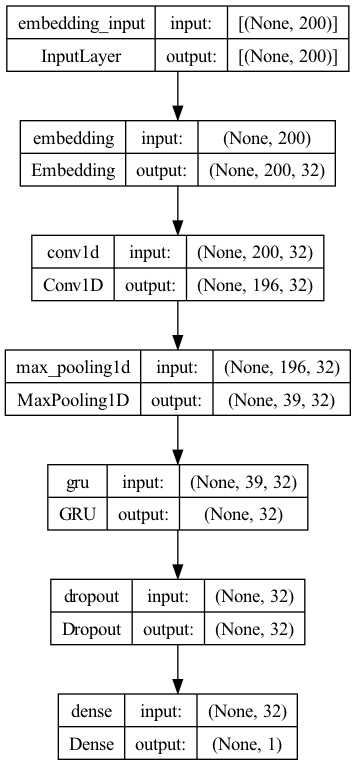 embedding_input input: [(None, 200)]
InputLayer output: [(None, 200)]
embedding input: (None, 200)
Embedding output: (None, 200, 32)
conv1d input: (None, 200, 32)
Conv1D output: (None, 196, 32)
max_pooling1d input: (None, 196, 32)
MaxPooling1D output: (None, 39, 32)
gru input: (None, 39, 32)
GRU output: (None, 32)
dropout input: (None, 32)
Dropout output: (None, 32)
dense input: (None, 32)
Dense output: (None, 1)